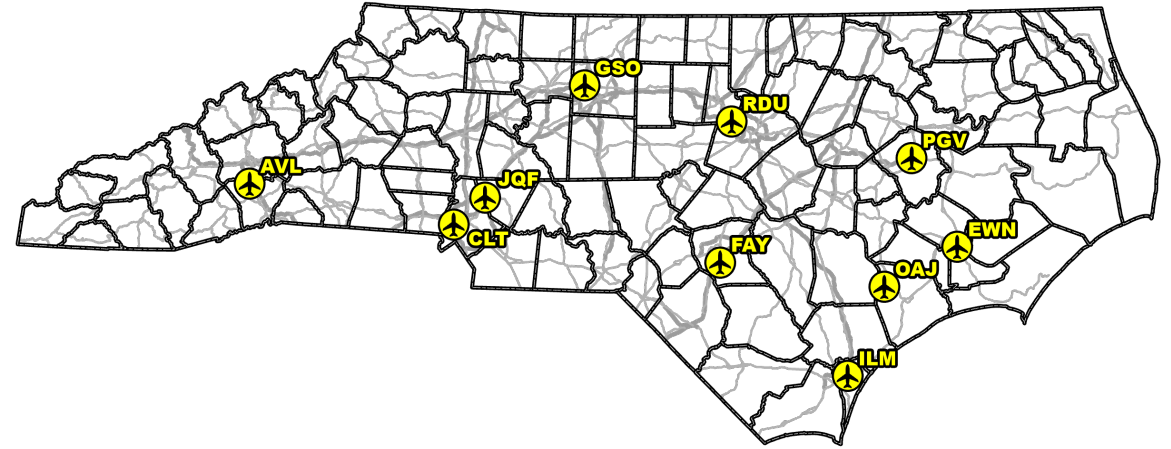 GSO
RDU
PGV
AVL
JQF
CLT
EWN
FAY
OAJ
ILM